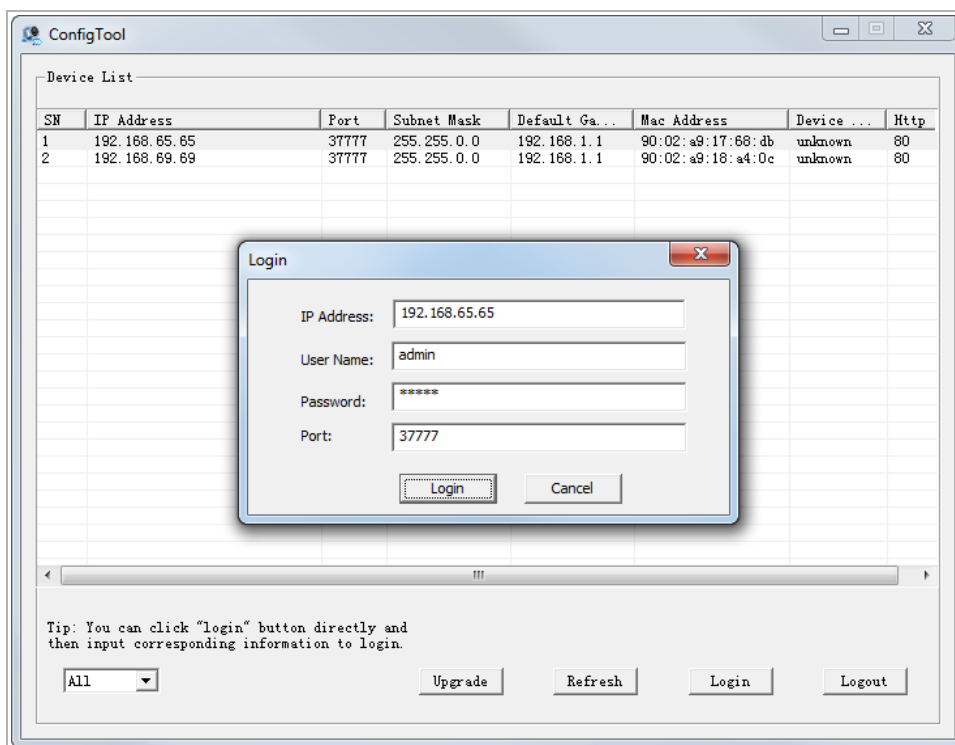 ConfigTool
Device List
SN IP Address Port Subnet Mask Default Ga... Mac Address Device ... Http
1 192.168.65.65 37777 255.255.0.0 192.168.1.1 90:02:a9:17:68:db unknown 80
2 192.168.69.69 37777 255.255.0.0 192.168.1.1 90:02:a9:18:a4:0c unknown 80
Login
IP Address: 192.168.65.65
User Name: admin
Password: *****
Port: 37777
Login Cancel
Tip: You can click "login" button directly and
then input corresponding information to login.
All Upgrade Refresh Login Logout